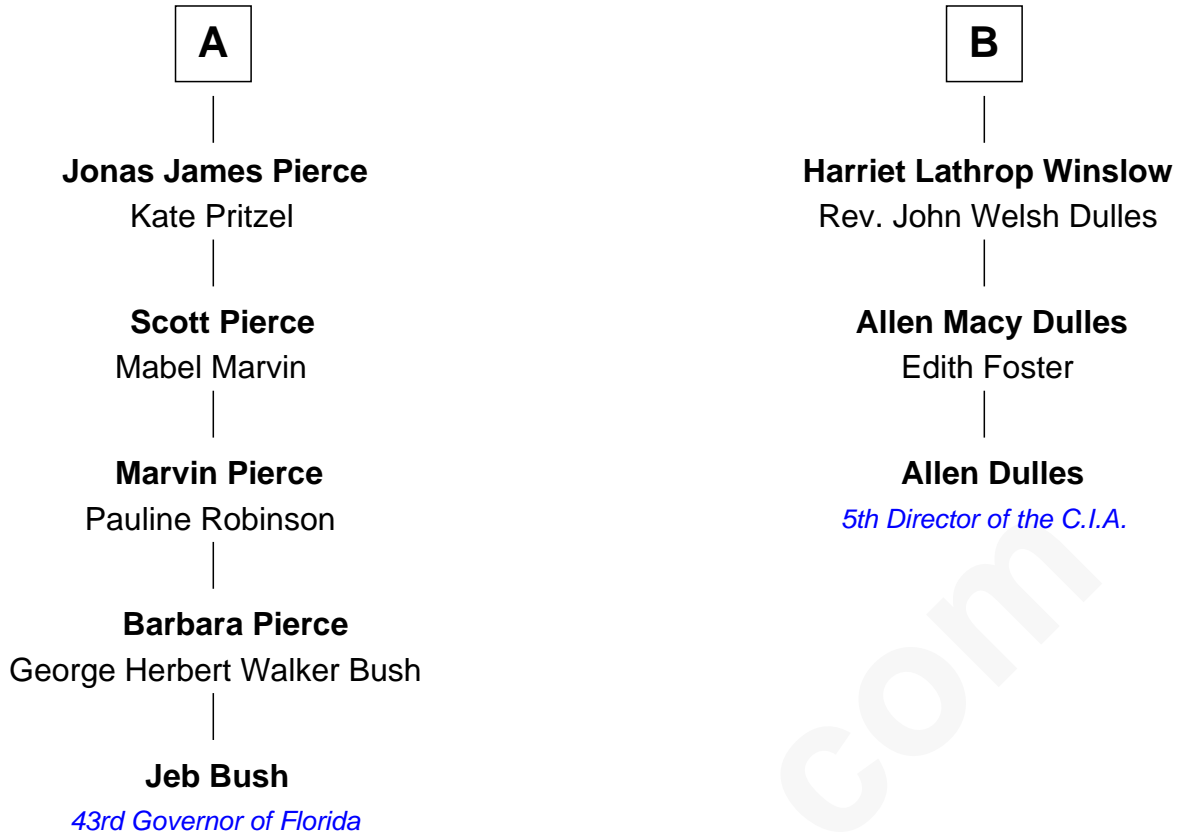 A
Jonas James Pierce
Kate Pritzel
Scott Pierce
Mabel Marvin
Marvin Pierce
Pauline Robinson
Barbara Pierce
George Herbert Walker Bush
Jeb Bush
43rd Governor of Florida
B
Harriet Lathrop Winslow
Rev. John Welsh Dulles
Allen Macy Dulles
Edith Foster
Allen Dulles
5th Director of the C.I.A.
com